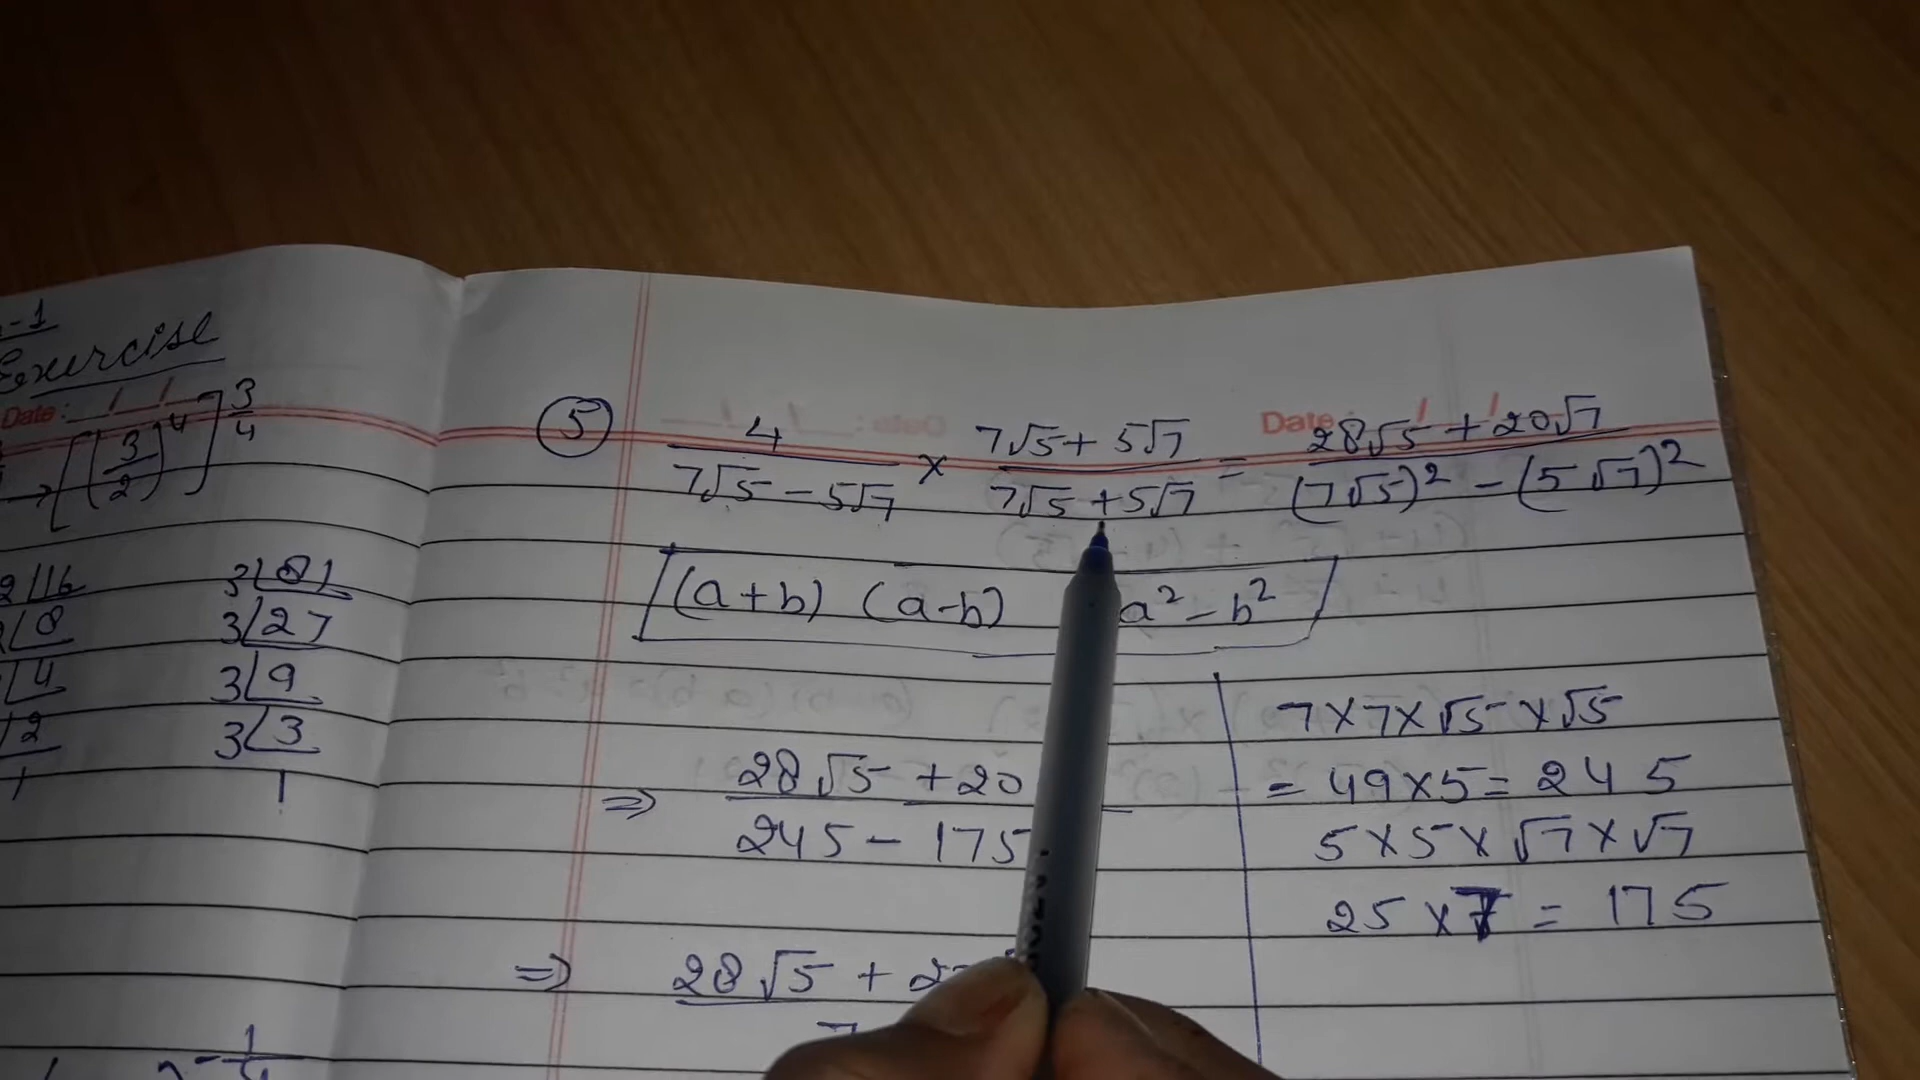 Exercise
Date: / /
[(3/2)^4]^3/4
2|16 3|81
2|8 3|27
2|4 3|9
2|2 3|3
1 1
5 4/(7√5 - 5√7) × (7√5 + 5√7)/(7√5 + 5√7) = (28√5 + 20√7)/((7√5)² - (5√7)²)
Date: / /
(a+b) (a-b) a² - b²
⇒ 28√5 + 20
245 - 175
⇒ 28√5 +
7×7×√5×√5
= 49×5 = 245
5×5×√7×√7
25×7 = 175